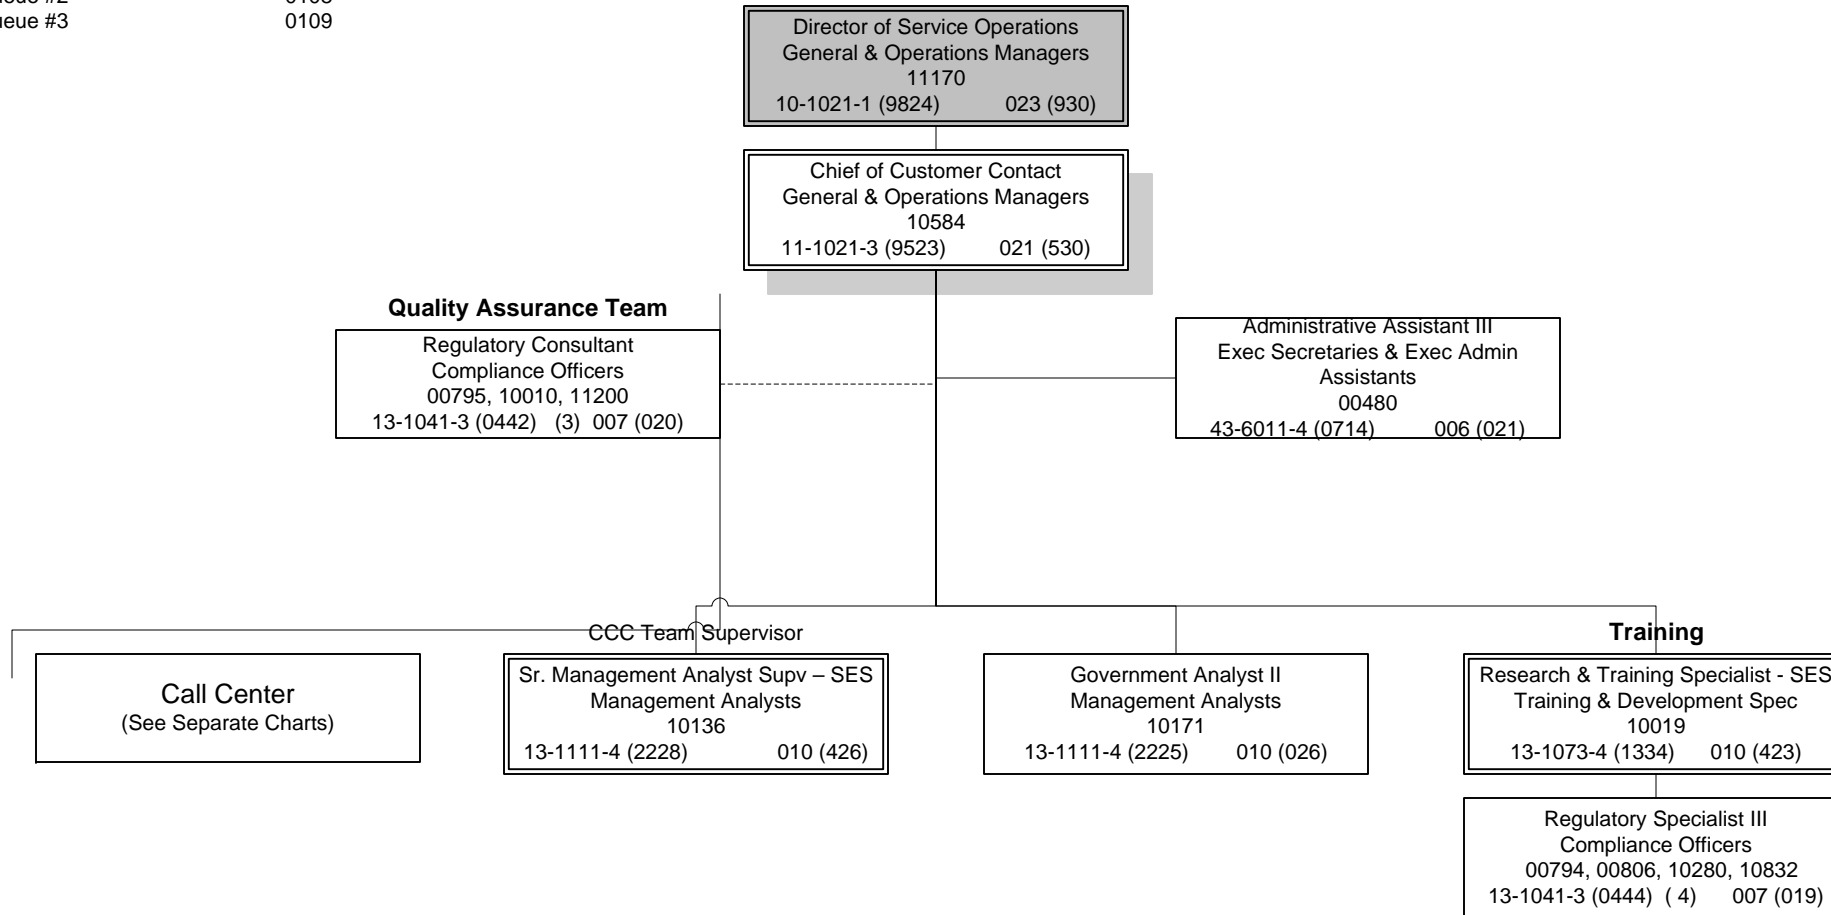 0109
Director of Service Operations
General & Operations Managers
11170
10-1021-1 (9824) 023 (930)
Chief of Customer Contact
General & Operations Managers
10584
11-1021-3 (9523) 021 (530)
Quality Assurance Team
Regulatory Consultant
Compliance Officers
00795, 10010, 11200
13-1041-3 (0442) (3) 007 (020)
Administrative Assistant III
Exec Secretaries & Exec Admin
Assistants
00480
43-6011-4 (0714) 006 (021)
Call Center
(See Separate Charts)
CCC Team Supervisor
Sr. Management Analyst Supv – SES
Management Analysts
10136
13-1111-4 (2228) 010 (426)
Government Analyst II
Management Analysts
10171
13-1111-4 (2225) 010 (026)
Training
Research & Training Specialist - SES
Training & Development Spec
10019
13-1073-4 (1334) 010 (423)
Regulatory Specialist III
Compliance Officers
00794, 00806, 10280, 10832
13-1041-3 (0444) ( 4) 007 (019)